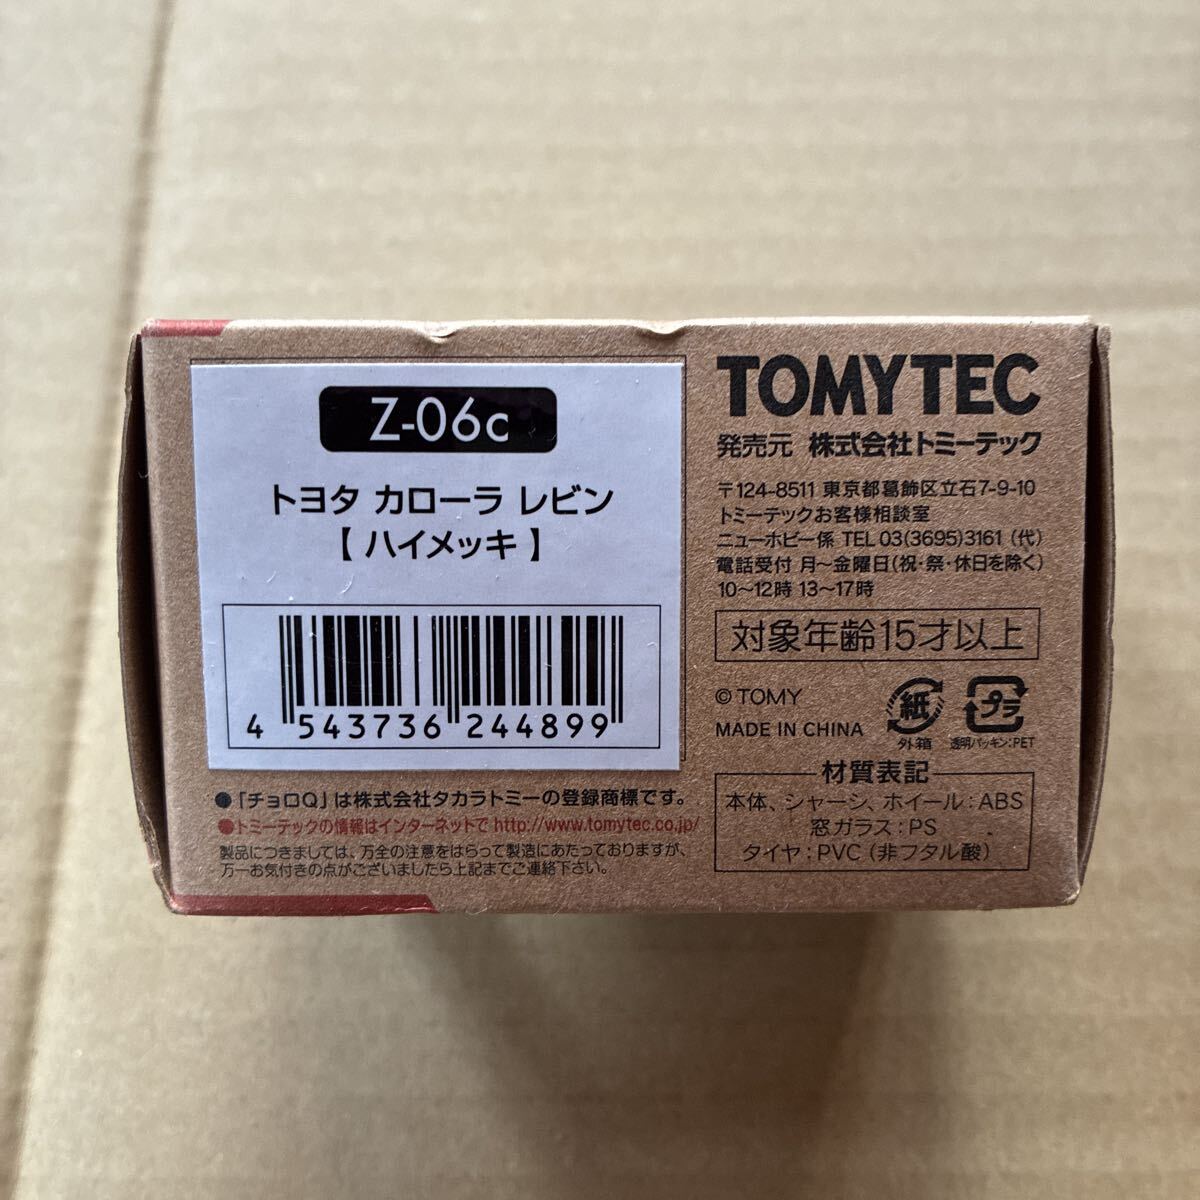 Z-06c
トヨタ カローラ レビン
【 ハイメッキ 】
4 543736 244899
●「チョロQ」は株式会社タカラトミーの登録商標です。
●トミーテックの情報はインターネットで http://www.tomytec.co.jp/
製品につきましては、万全の注意をはらって製造にあたっておりますが、
万一お気付きの点がございましたら上記までご連絡下さい。
TOMYTEC
発売元 株式会社トミーテック
〒124-8511 東京都葛飾区立石7-9-10
トミーテックお客様相談室
ニューホビー係 TEL 03(3695)3161 (代)
電話受付 月〜金曜日(祝・祭・休日を除く)
10〜12時 13〜17時
対象年齢15才以上
© TOMY
MADE IN CHINA
紙
外箱
プラ
透明パッキン:PET
材質表記
本体、シャーシ、ホイール:ABS
窓ガラス:PS
タイヤ:PVC (非フタル酸)